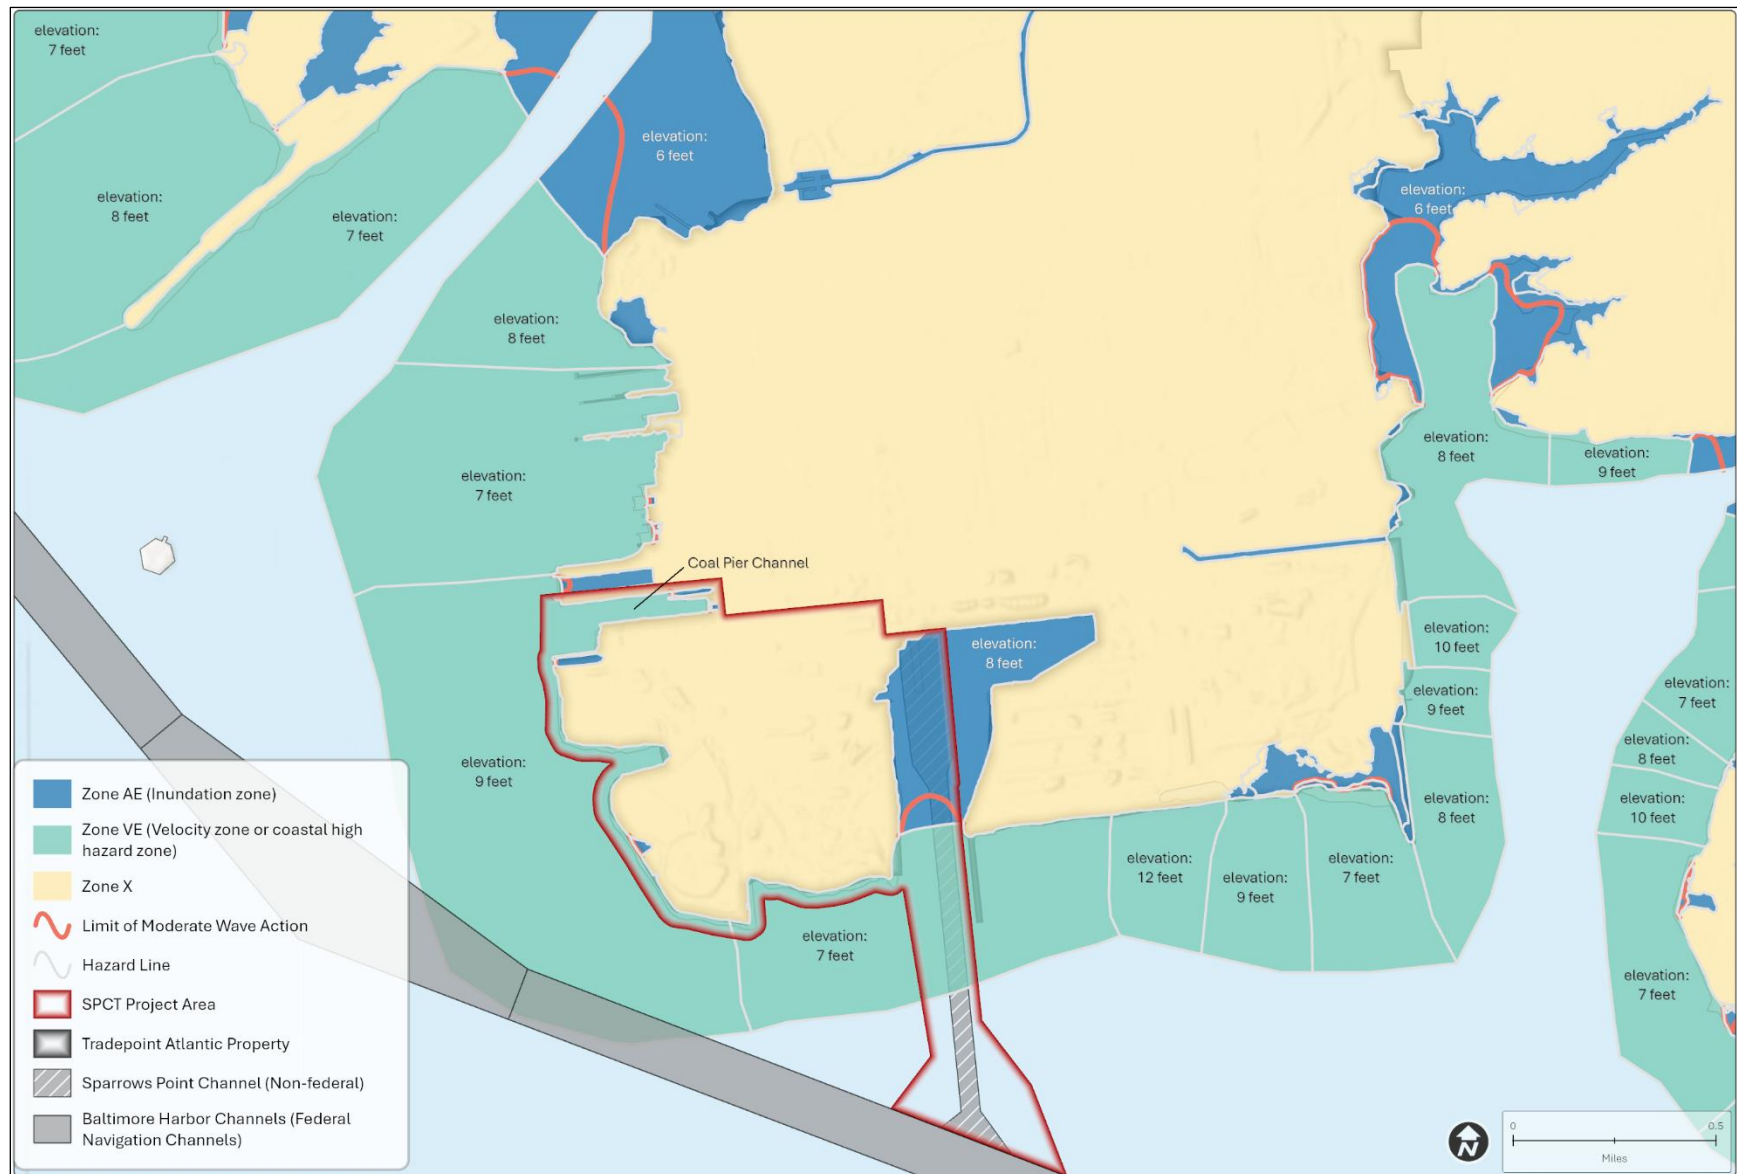 elevation:
7 feet
elevation:
6 feet
elevation:
8 feet
elevation:
7 feet
elevation:
6 feet
elevation:
8 feet
elevation:
8 feet
elevation:
9 feet
elevation:
7 feet
Coal Pier Channel
elevation:
10 feet
elevation:
8 feet
elevation:
9 feet
elevation:
7 feet
elevation:
8 feet
elevation:
9 feet
elevation:
10 feet
elevation:
8 feet
elevation:
12 feet
elevation:
9 feet
elevation:
7 feet
elevation:
7 feet
elevation:
7 feet
Zone AE (Inundation zone)
Zone VE (Velocity zone or coastal high
hazard zone)
Zone X
Limit of Moderate Wave Action
Hazard Line
SPCT Project Area
Tradepoint Atlantic Property
Sparrows Point Channel (Non-federal)
Baltimore Harbor Channels (Federal
Navigation Channels)
N
0
0.5
Miles